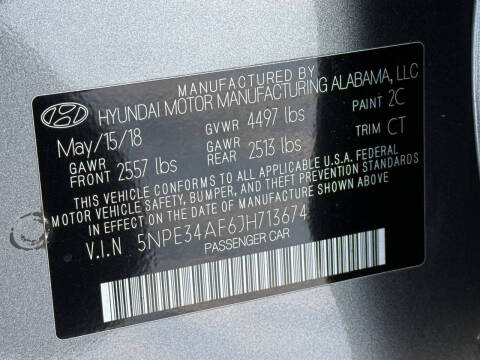 MANUFACTURED BY
HYUNDAI MOTOR MANUFACTURING ALABAMA, LLC
May/15/18 GVWR 4497 lbs PAINT 2C
GAWR FRONT 2557 lbs GAWR REAR 2513 lbs TRIM CT
THIS VEHICLE CONFORMS TO ALL APPLICABLE U.S.A. FEDERAL
MOTOR VEHICLE SAFETY, BUMPER, AND THEFT PREVENTION STANDARDS
IN EFFECT ON THE DATE OF MANUFACTURE SHOWN ABOVE.
V.I.N 5NPE34AF6JH713674
PASSENGER CAR